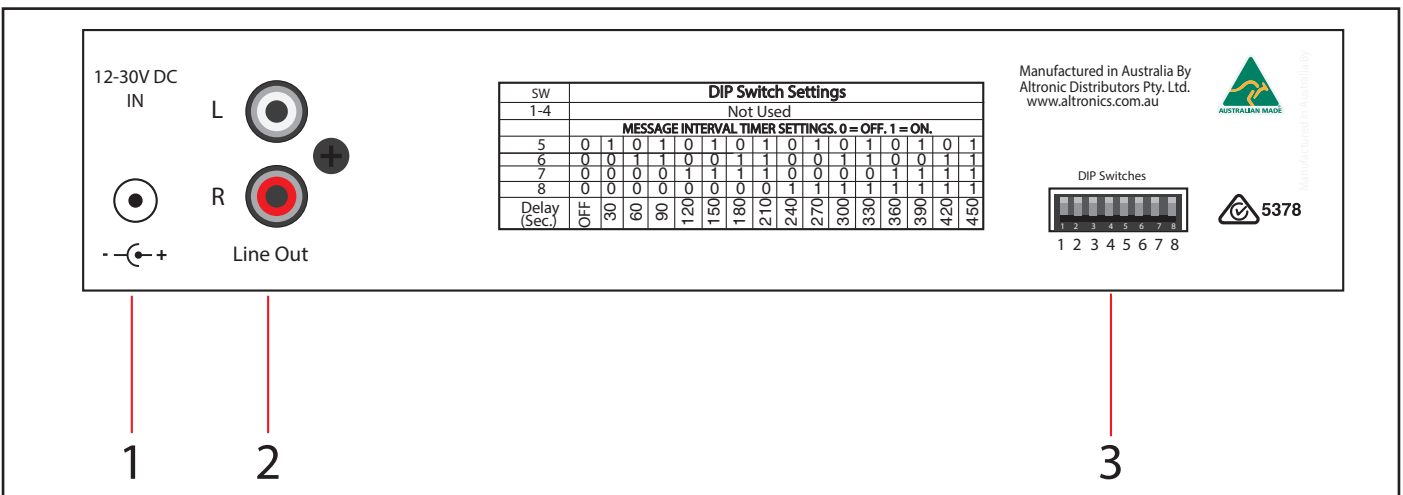 12-30V DC
IN
L
R
- +
Line Out
SW DIP Switch Settings
1-4 Not Used
MESSAGE INTERVAL TIMER SETTINGS. 0 = OFF. 1 = ON.
5 0 1 0 1 0 1 0 1 0 1 0 1 0 1 0 1
6 0 0 1 1 0 0 1 1 0 0 1 1 0 0 1 1
7 0 0 0 0 1 1 1 1 0 0 0 0 1 1 1 1
8 0 0 0 0 0 0 0 0 1 1 1 1 1 1 1 1
Delay
(Sec.) OFF 30 60 90 120 150 180 210 240 270 300 330 360 390 420 450
Manufactured in Australia By
Altronic Distributors Pty. Ltd.
www.altronics.com.au
AUSTRALIAN MADE
Manufactured in Australia By
DIP Switches
1 2 3 4 5 6 7 8
1 2 3 4 5 6 7 8
5378
1
2
3